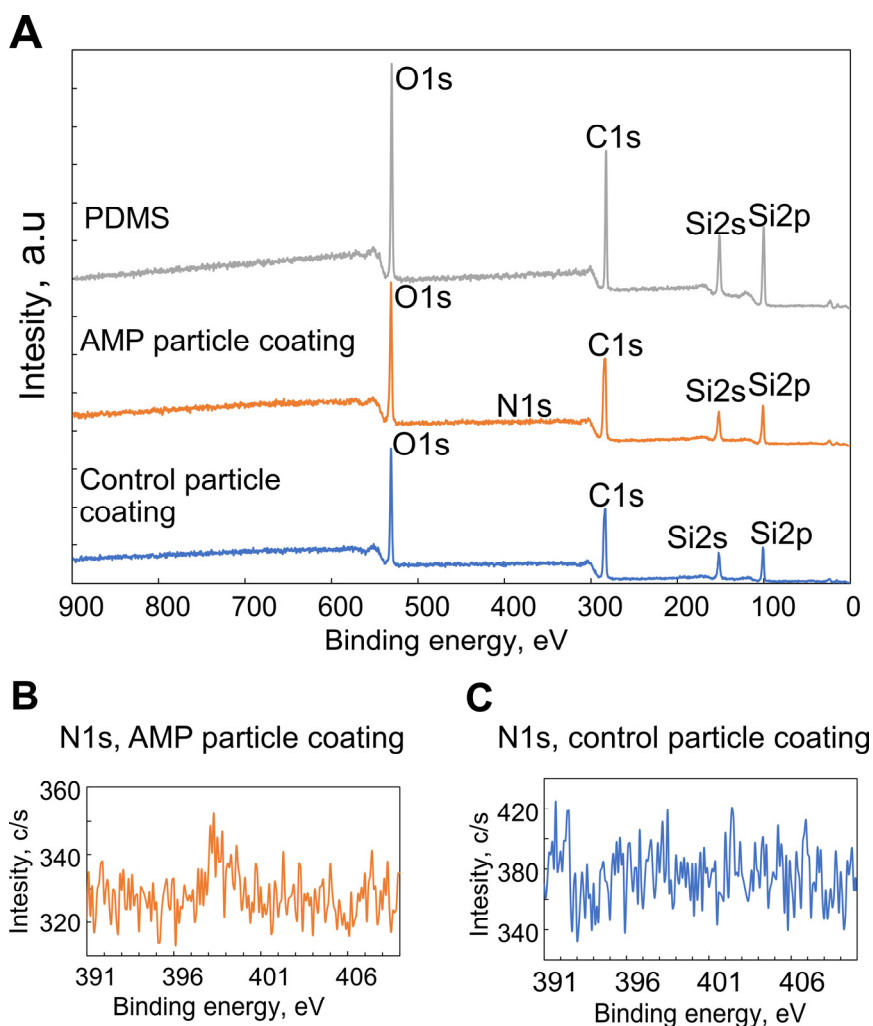 A
O1s
C1s
Si2s
Si2p
PDMS
O1s
AMP particle coating
C1s
N1s
Si2s
Si2p
O1s
Control particle
coating
C1s
Si2s
Si2p
Intesity, a.u
900 800 700 600 500 400 300 200 100 0
Binding energy, eV
B
N1s, AMP particle coating
360
340
320
Intesity, c/s
391 396 401 406
Binding energy, eV
C
N1s, control particle coating
420
380
340
Intesity, c/s
391 396 401 406
Binding energy, eV